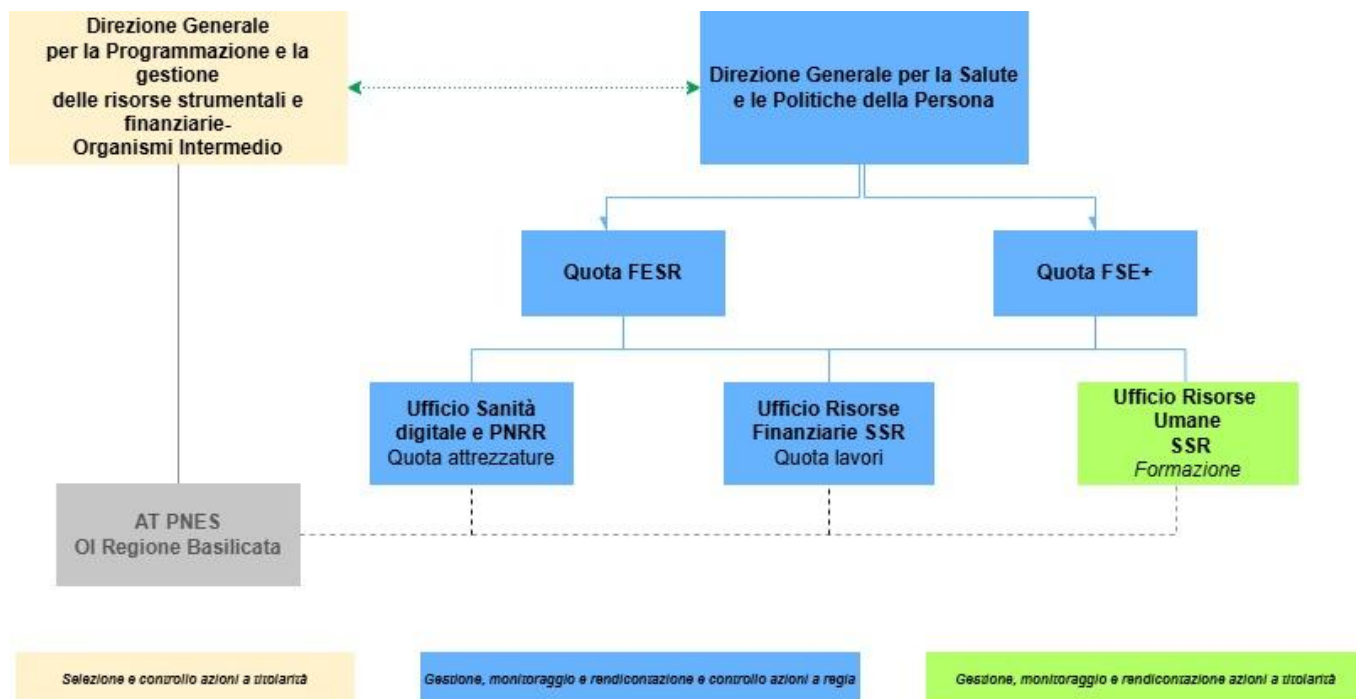 Direzione Generale
per la Programmazione e la
gestione
delle risorse strumentali e
finanziarie-
Organismi Intermedio
Direzione Generale per la Salute
e le Politiche della Persona
Quota FESR
Quota FSE+
Ufficio Sanità
digitale e PNRR
Quota attrezzature
Ufficio Risorse
Finanziarie SSR
Quota lavori
Ufficio Risorse
Umane
SSR
Formazione
AT PNES
OI Regione Basilicata
Selezione e controllo azioni a titolarità
Gestione, monitoraggio e rendicontazione e controllo azioni a regia
Gestione, monitoraggio e rendicontazione azioni a titolarità